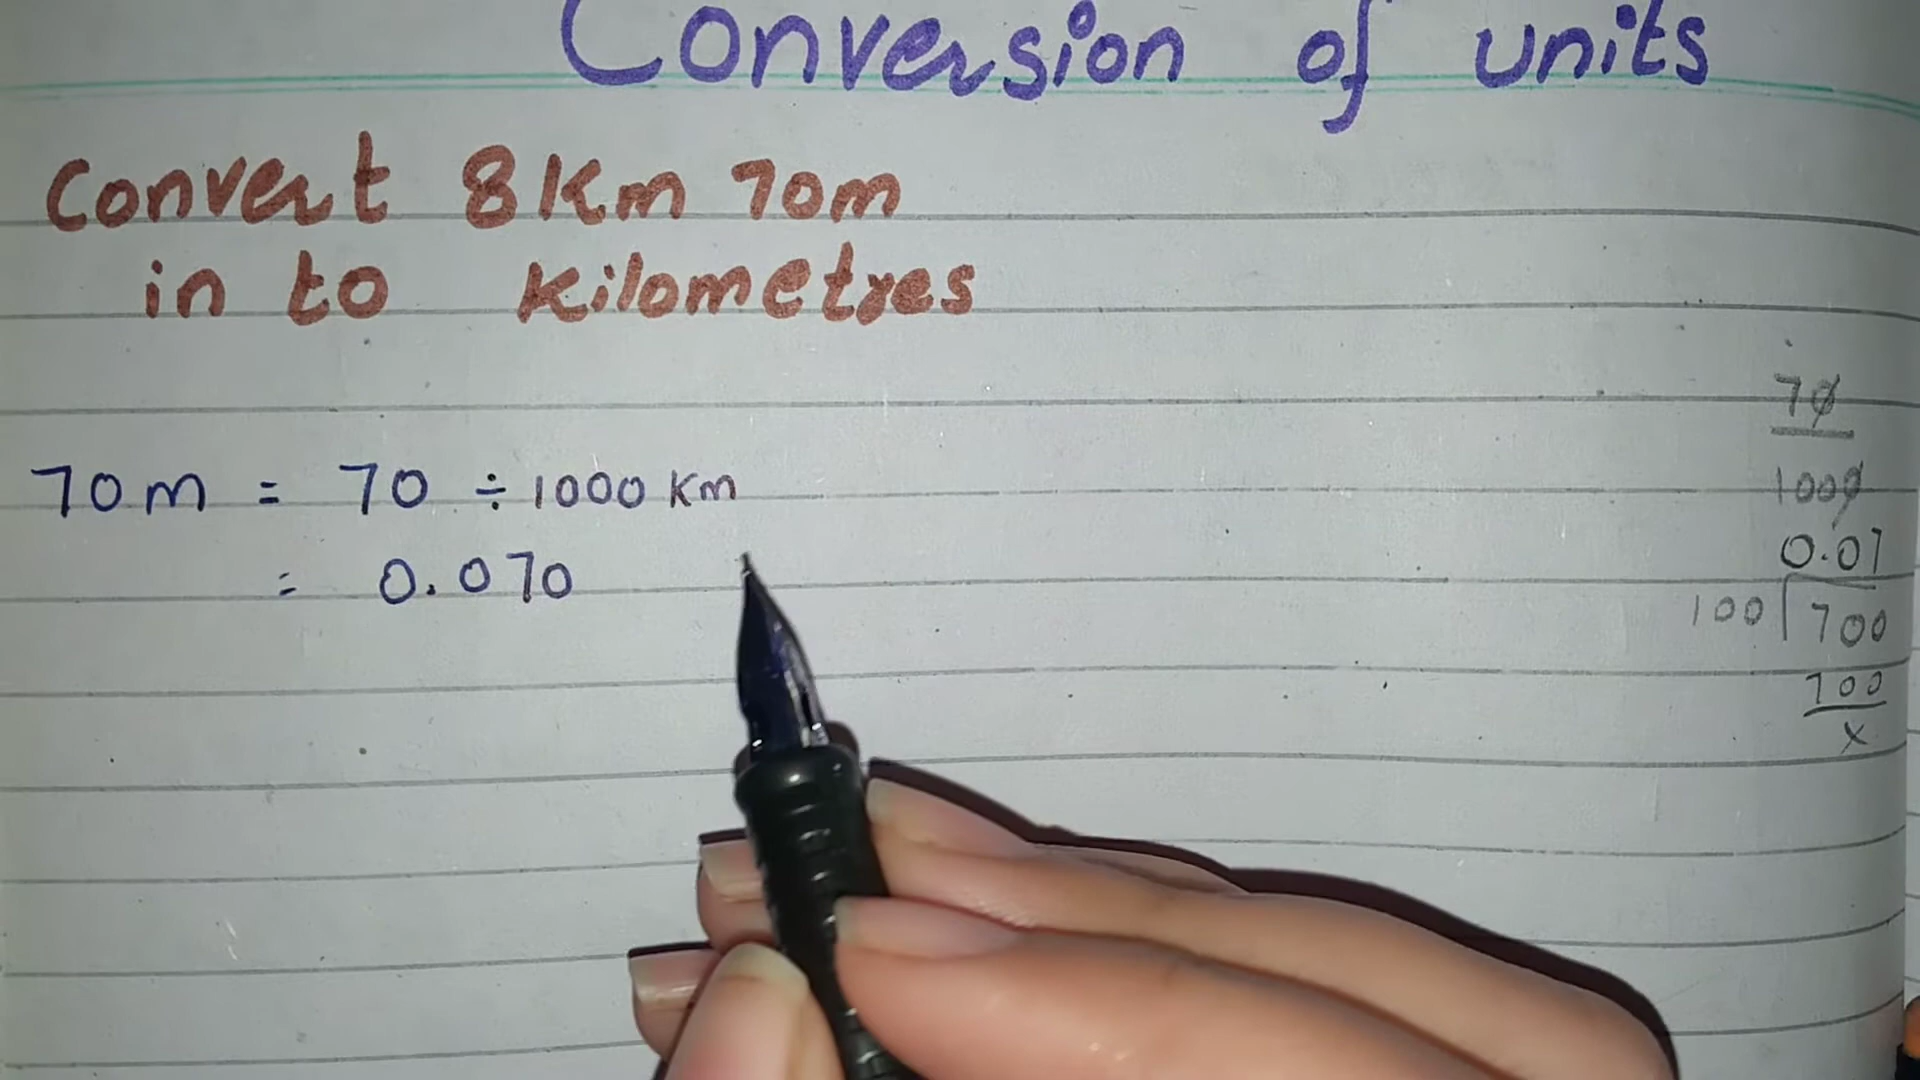 Conversion of units
Convert 8Km 70m
in to kilometres
70m = 70 ÷ 1000 Km
= 0.070
70
1000
0.07
100 700
700
x